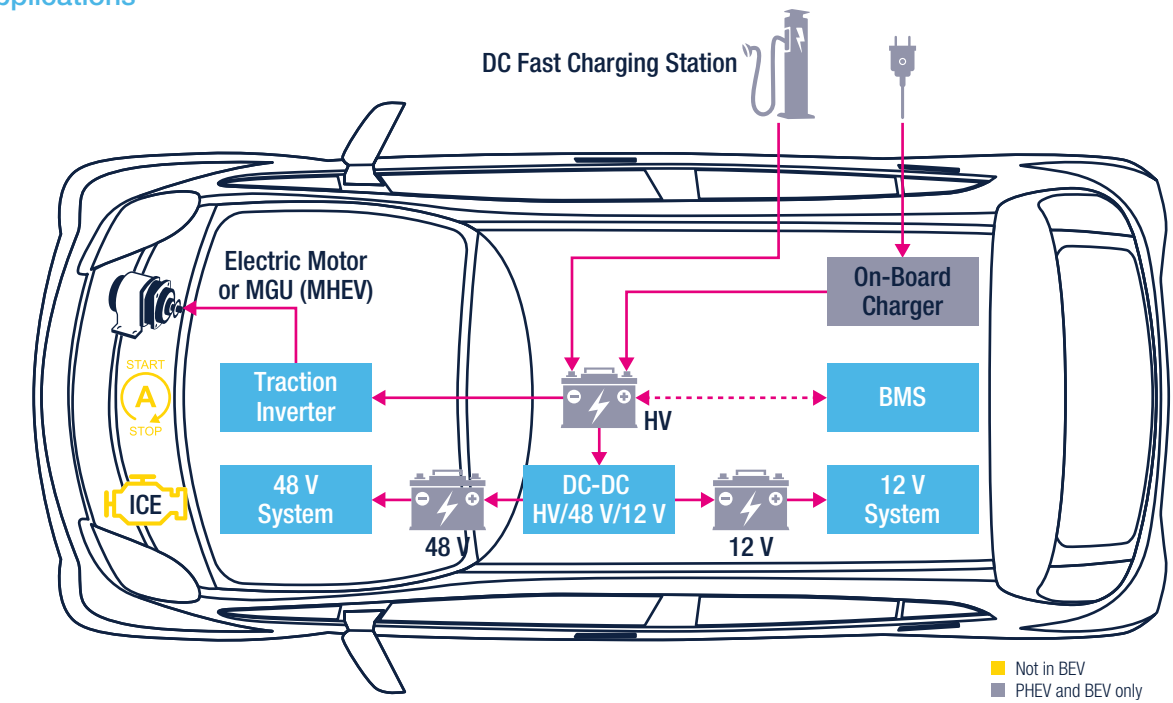 DC Fast Charging Station
Electric Motor
or MGU (MHEV)
On-Board
Charger
START
A
STOP
Traction
Inverter
HV
BMS
ICE
48 V
System
48 V
DC-DC
HV/48 V/12 V
12 V
12 V
System
Not in BEV
PHEV and BEV only